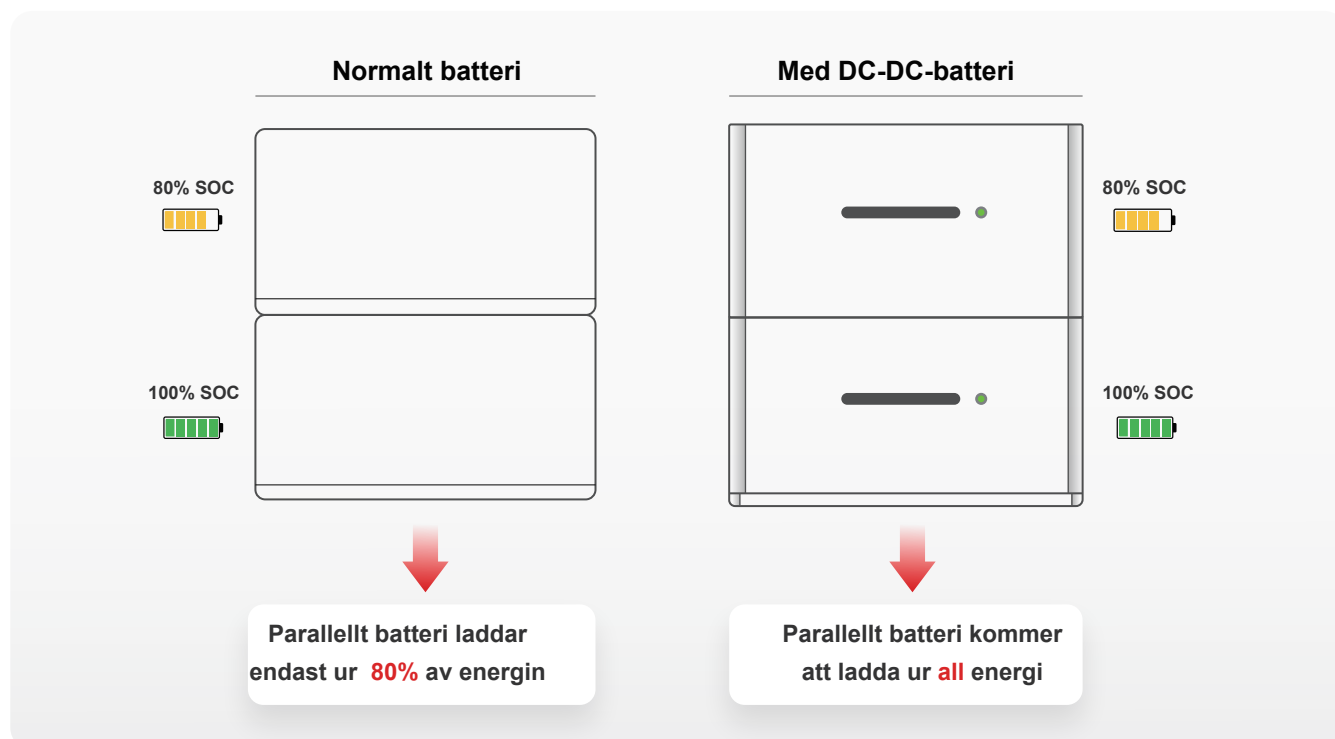 Normalt batteri
80% SOC
100% SOC
Parallellt batteri laddar
endast ur 80% av energin
Med DC-DC-batteri
80% SOC
100% SOC
Parallellt batteri kommer
att ladda ur all energi